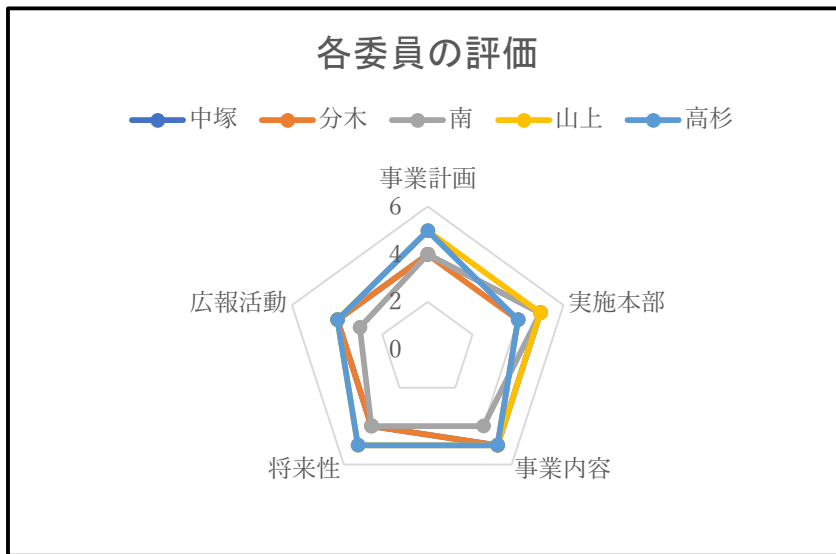 各委員の評価
中塚 分木 南 山上 高杉
事業計画
6
4
2
0
実施本部
事業内容
将来性
広報活動